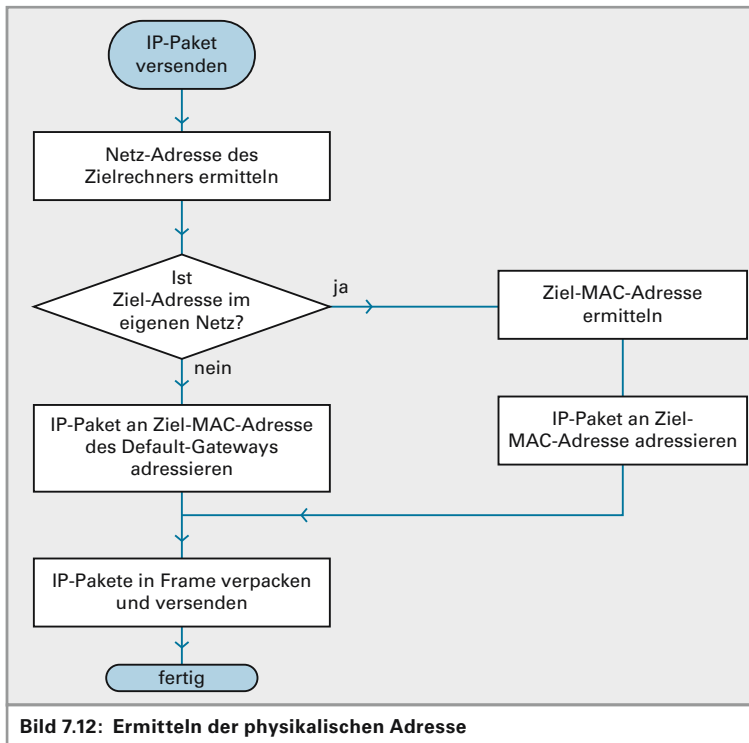 IP-Paket
versenden
Netz-Adresse des
Zielrechners ermitteln
Ist
Ziel-Adresse im
eigenen Netz?
ja
nein
Ziel-MAC-Adresse
ermitteln
IP-Paket an Ziel-
MAC-Adresse adressieren
IP-Paket an Ziel-MAC-Adresse
des Default-Gateways
adressieren
IP-Pakete in Frame verpacken
und versenden
fertig
Bild 7.12: Ermitteln der physikalischen Adresse